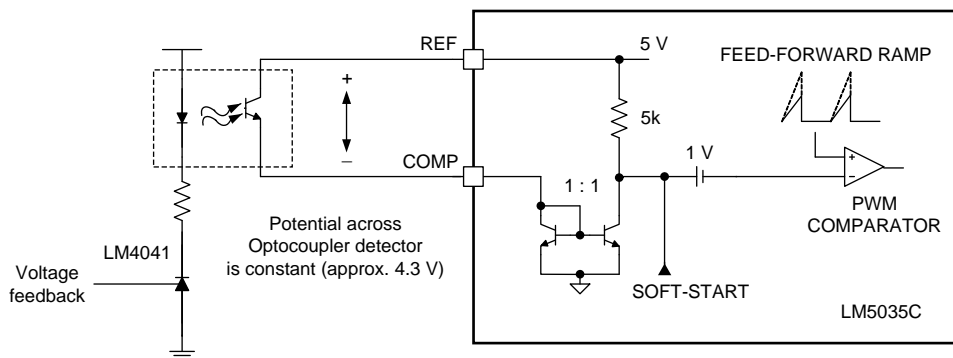 REF
5 V
FEED-FORWARD RAMP
+
5k
–
COMP
1 V
1 : 1
+
–
PWM
COMPARATOR
Potential across
Optocoupler detector
is constant (approx. 4.3 V)
LM4041
Voltage
feedback
SOFT-START
LM5035C